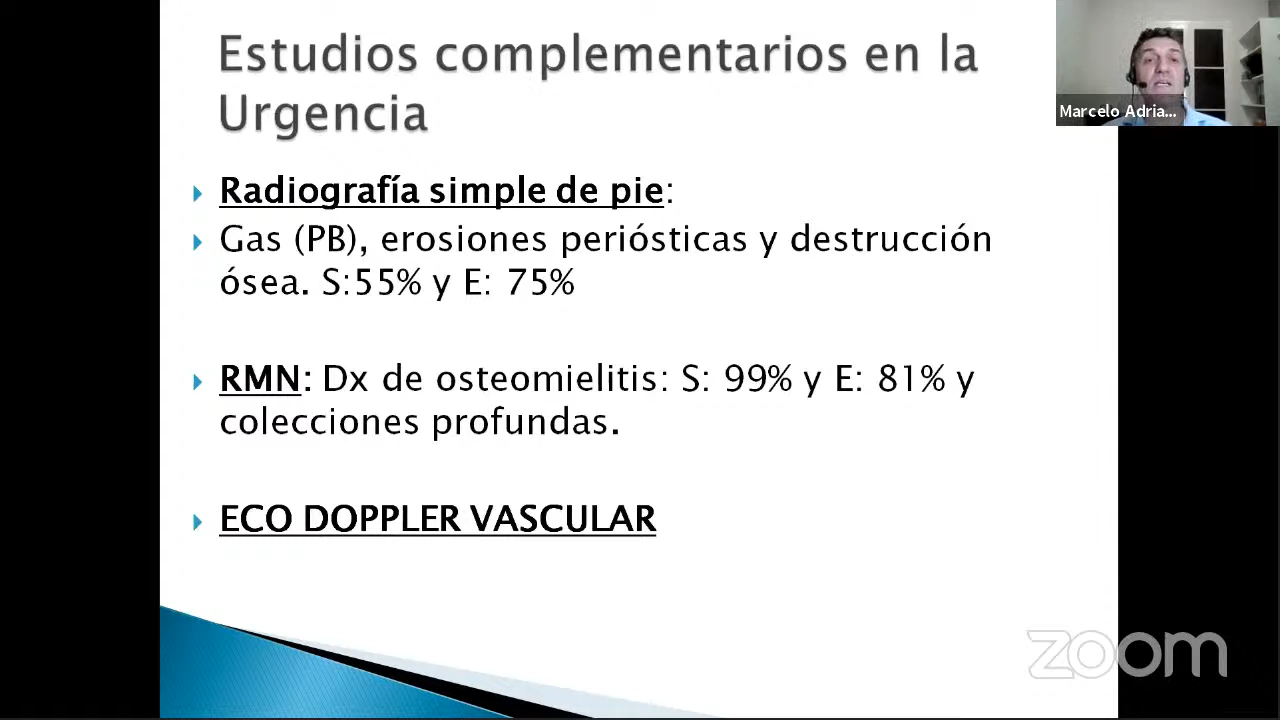 Estudios complementarios en la
Urgencia
Marcelo Adria...
Radiografía simple de pie:
Gas (PB), erosiones periósticas y destrucción
ósea. S:55% y E: 75%
RMN: Dx de osteomielitis: S: 99% y E: 81% y
colecciones profundas.
ECO DOPPLER VASCULAR
zoom